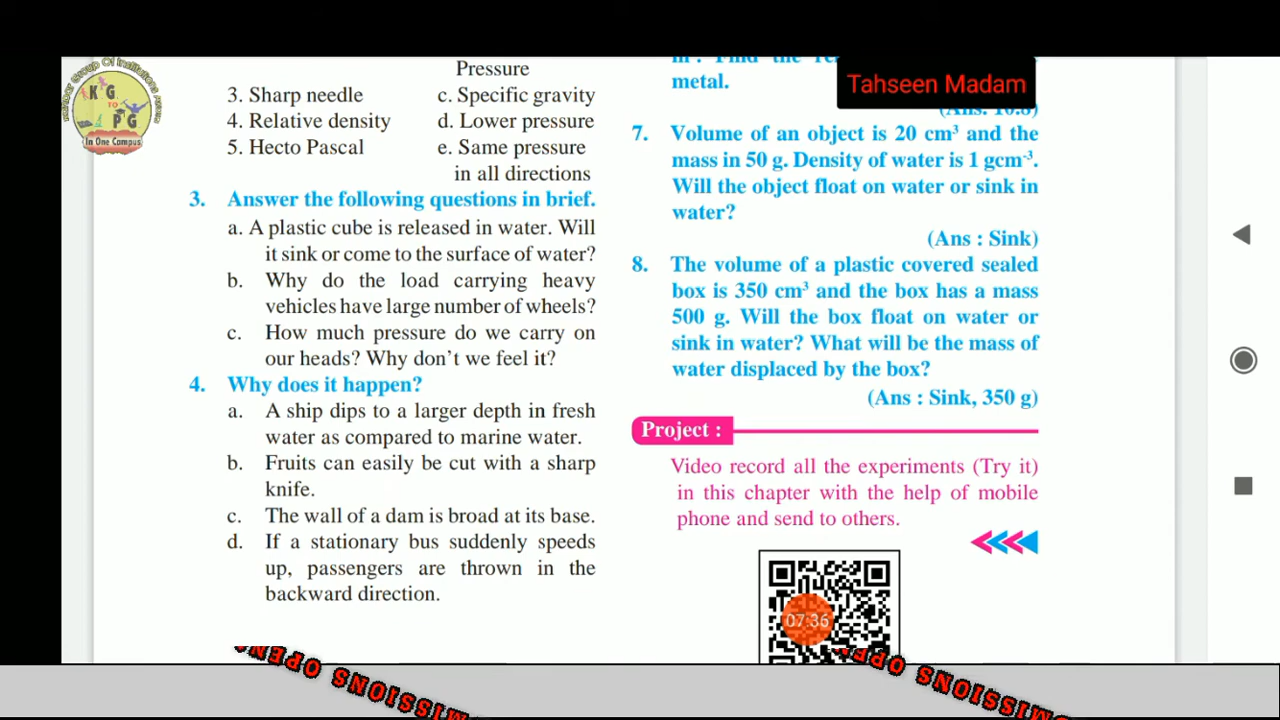 Pressure
3. Sharp needle c. Specific gravity
4. Relative density d. Lower pressure
5. Hecto Pascal e. Same pressure
in all directions
3. Answer the following questions in brief.
a. A plastic cube is released in water. Will
it sink or come to the surface of water?
b. Why do the load carrying heavy
vehicles have large number of wheels?
c. How much pressure do we carry on
our heads? Why don't we feel it?
4. Why does it happen?
a. A ship dips to a larger depth in fresh
water as compared to marine water.
b. Fruits can easily be cut with a sharp
knife.
c. The wall of a dam is broad at its base.
d. If a stationary bus suddenly speeds
up, passengers are thrown in the
backward direction.
metal.
Tahseen Madam
7. Volume of an object is 20 cm³ and the
mass in 50 g. Density of water is 1 gcm⁻³.
Will the object float on water or sink in
water?
(Ans : Sink)
8. The volume of a plastic covered sealed
box is 350 cm³ and the box has a mass
500 g. Will the box float on water or
sink in water? What will be the mass of
water displaced by the box?
(Ans : Sink, 350 g)
Project :
Video record all the experiments (Try it)
in this chapter with the help of mobile
phone and send to others.
07:36
Group Of Institutions
KG
TO
PG
In One Campus